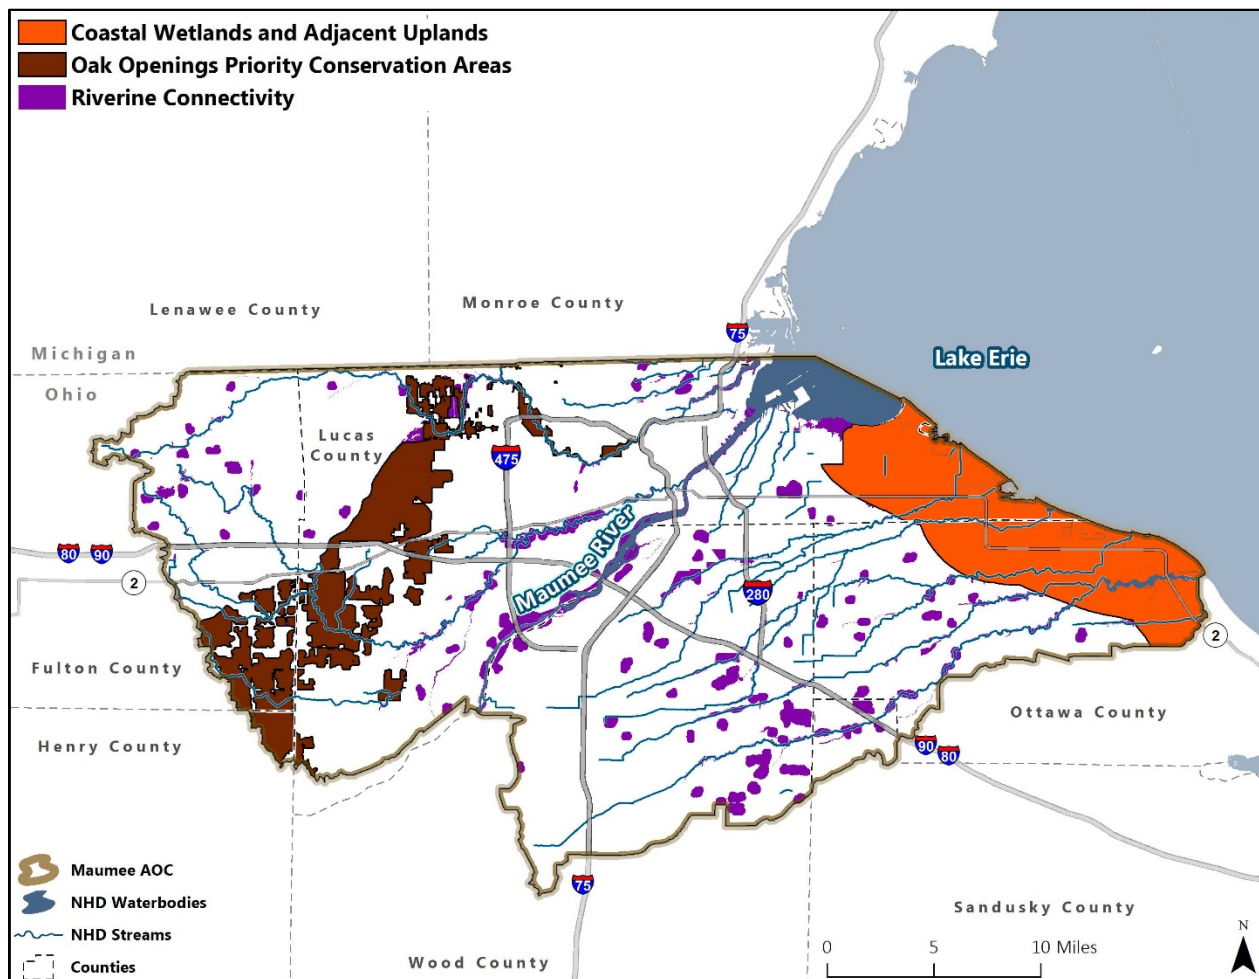 Coastal Wetlands and Adjacent Uplands
Oak Openings Priority Conservation Areas
Riverine Connectivity
Lenawee County
Monroe County
75
Michigan
Ohio
Lake Erie
Lucas
County
475
Maumee River
80
90
2
280
2
Fulton County
Henry County
Ottawa County
90
80
Maumee AOC
NHD Waterbodies
NHD Streams
Counties
75
Wood County
Sandusky County
0
5
10 Miles
N